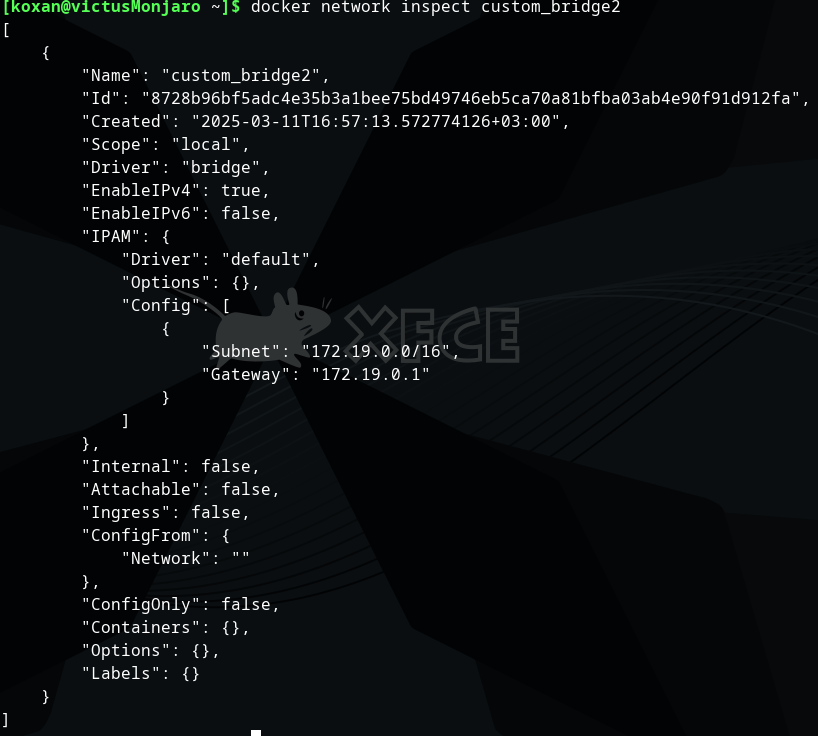 [koxan@victusMonjaro ~]$ docker network inspect custom_bridge2
[
    {
        "Name": "custom_bridge2",
        "Id": "8728b96bf5adc4e35b3a1bee75bd49746eb5ca70a81bfba03ab4e90f91d912fa",
        "Created": "2025-03-11T16:57:13.572774126+03:00",
        "Scope": "local",
        "Driver": "bridge",
        "EnableIPv4": true,
        "EnableIPv6": false,
        "IPAM": {
            "Driver": "default",
            "Options": {},
            "Config": [
                {
                    "Subnet": "172.19.0.0/16",
                    "Gateway": "172.19.0.1"
                }
            ]
        },
        "Internal": false,
        "Attachable": false,
        "Ingress": false,
        "ConfigFrom": {
            "Network": ""
        },
        "ConfigOnly": false,
        "Containers": {},
        "Options": {},
        "Labels": {}
    }
]
XFCE